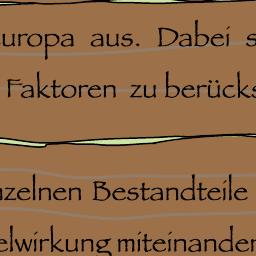 uropa aus. Dabei s
Faktoren zu berücks
zelnen Bestandteile
elwirkung miteinander